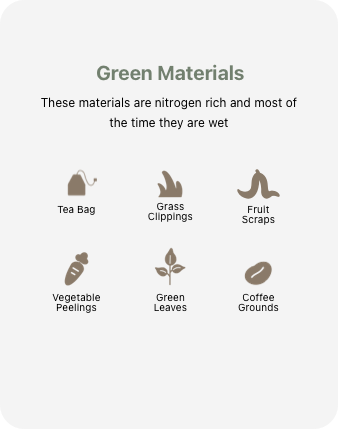 Green Materials
These materials are nitrogen rich and most of
the time they are wet
Tea Bag
Grass
Clippings
Fruit
Scraps
Vegetable
Peelings
Green
Leaves
Coffee
Grounds